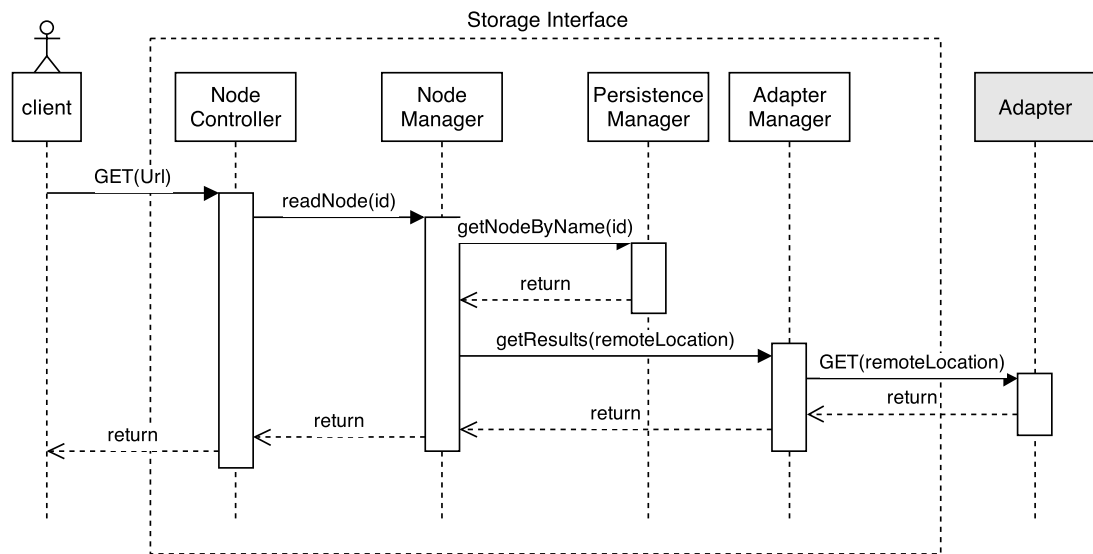 Storage Interface
client
Node
Controller
Node
Manager
Persistence
Manager
Adapter
Manager
Adapter
GET(Url)
readNode(id)
getNodeByName(id)
return
getResults(remoteLocation)
GET(remoteLocation)
return
return
return
return